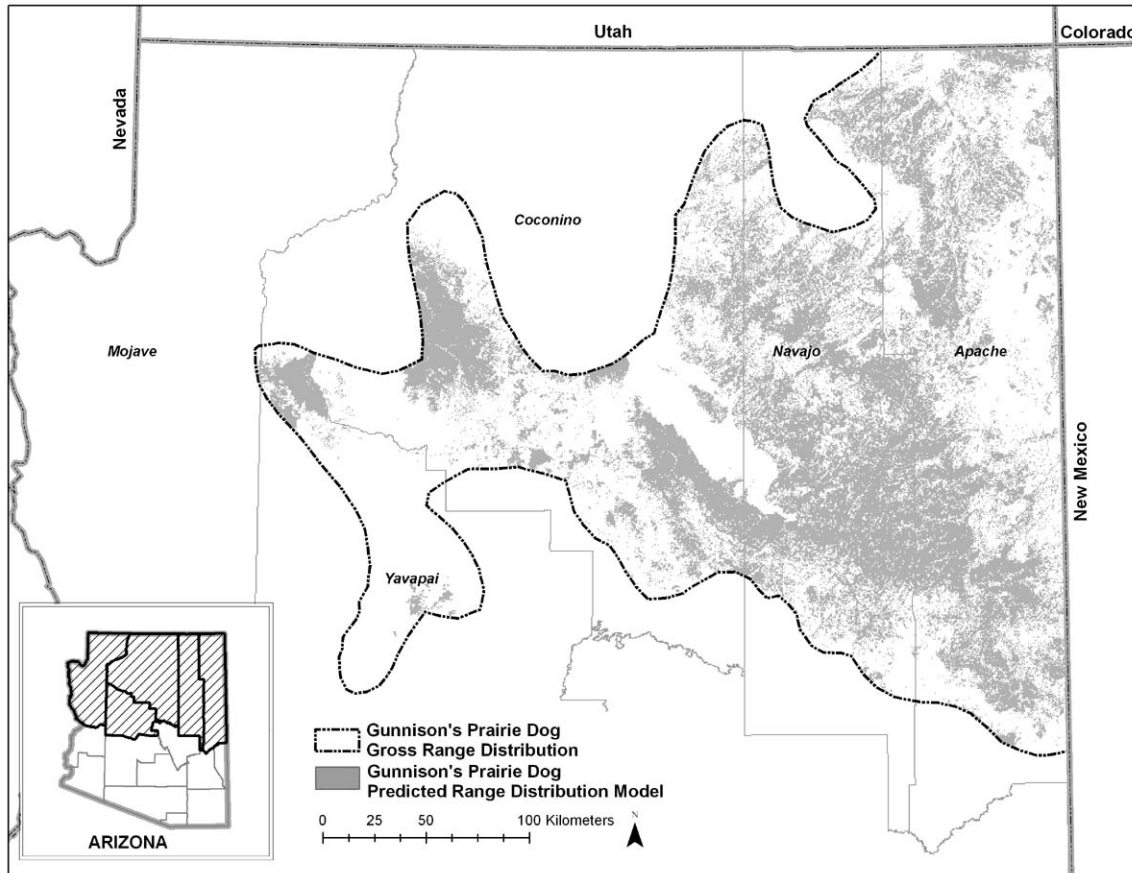 Utah
Colorado
Nevada
Coconino
Mojave
Navajo
Apache
New Mexico
Yavapai
Gunnison's Prairie Dog
Gross Range Distribution
Gunnison's Prairie Dog
Predicted Range Distribution Model
0 25 50 100 Kilometers
N
ARIZONA